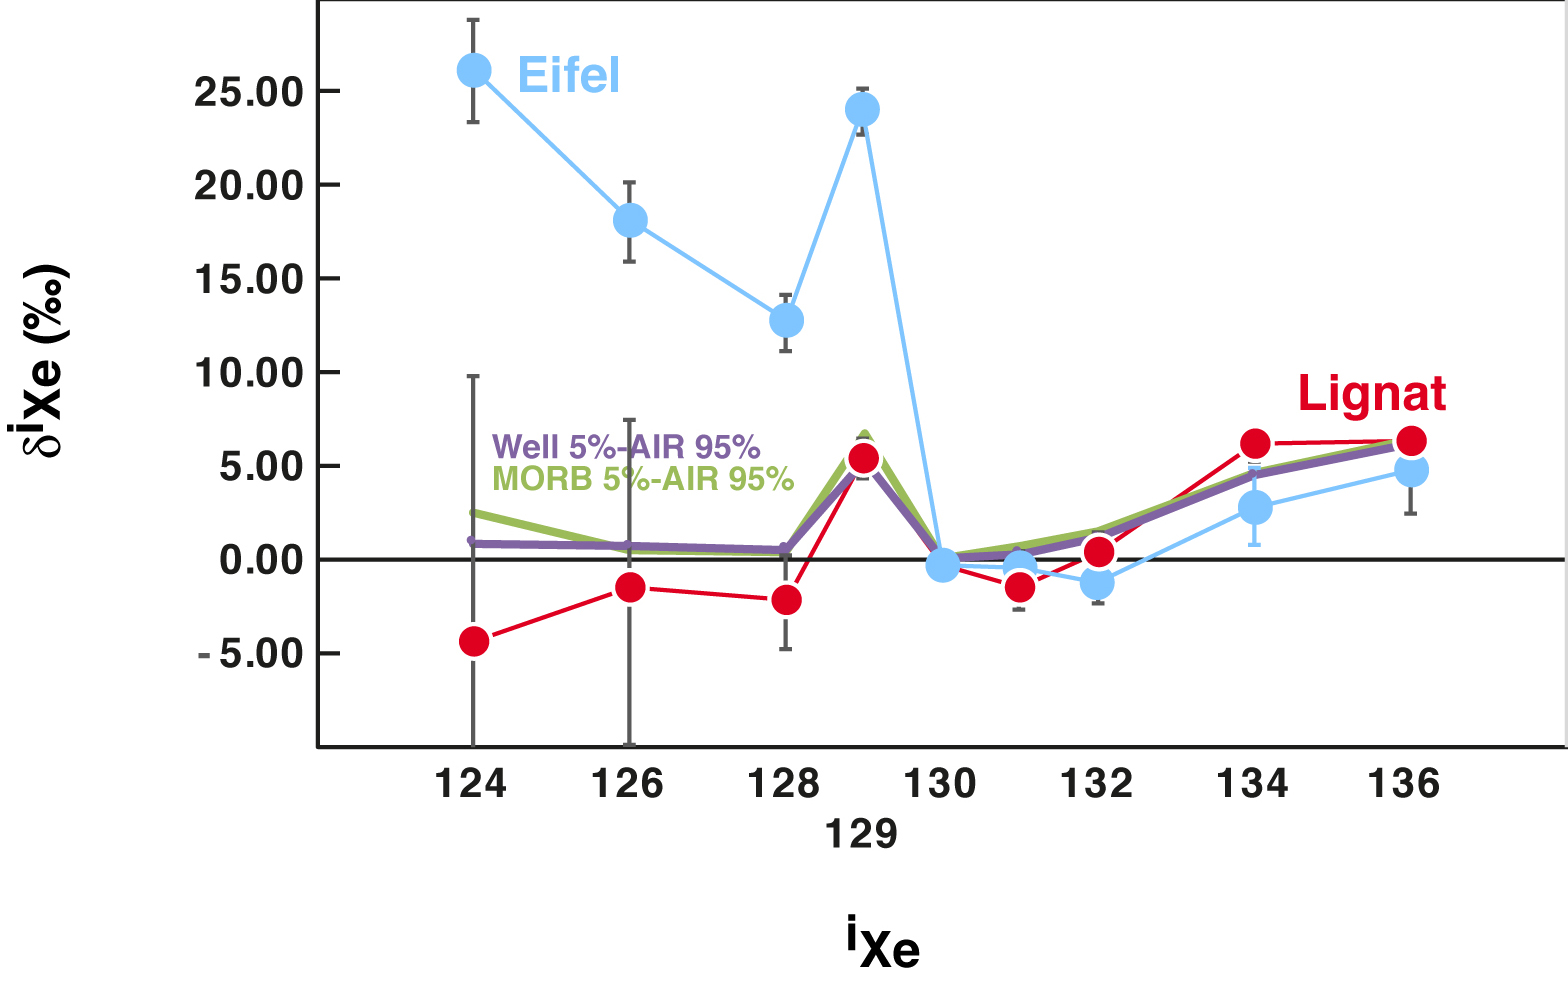 Eifel
25.00
20.00
15.00
10.00
5.00
0.00
-5.00
δⁱXe (‰)
Lignat
Well 5%-AIR 95%
MORB 5%-AIR 95%
124 126 128 130 132 134 136
129
ⁱXe